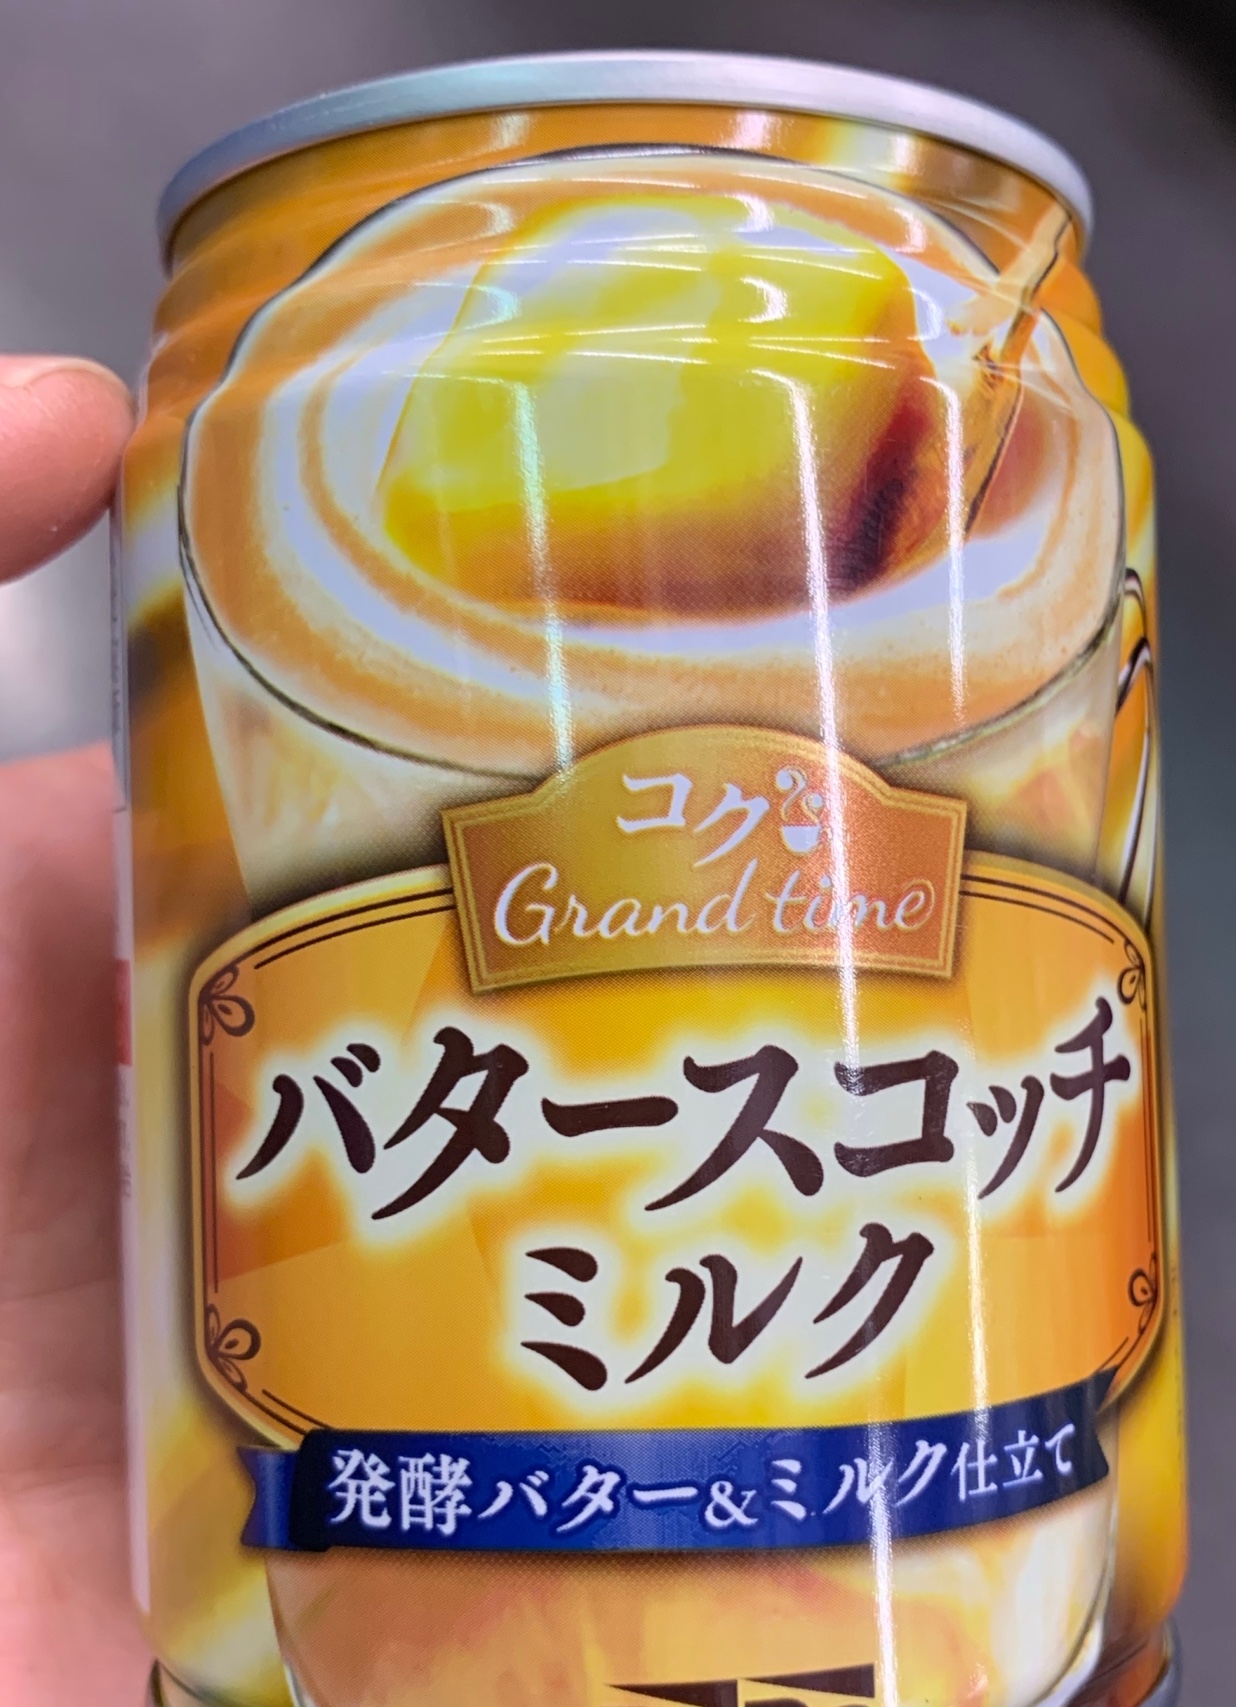 コク
Grand time
バタースコッチ
ミルク
発酵バター&ミルク仕立て